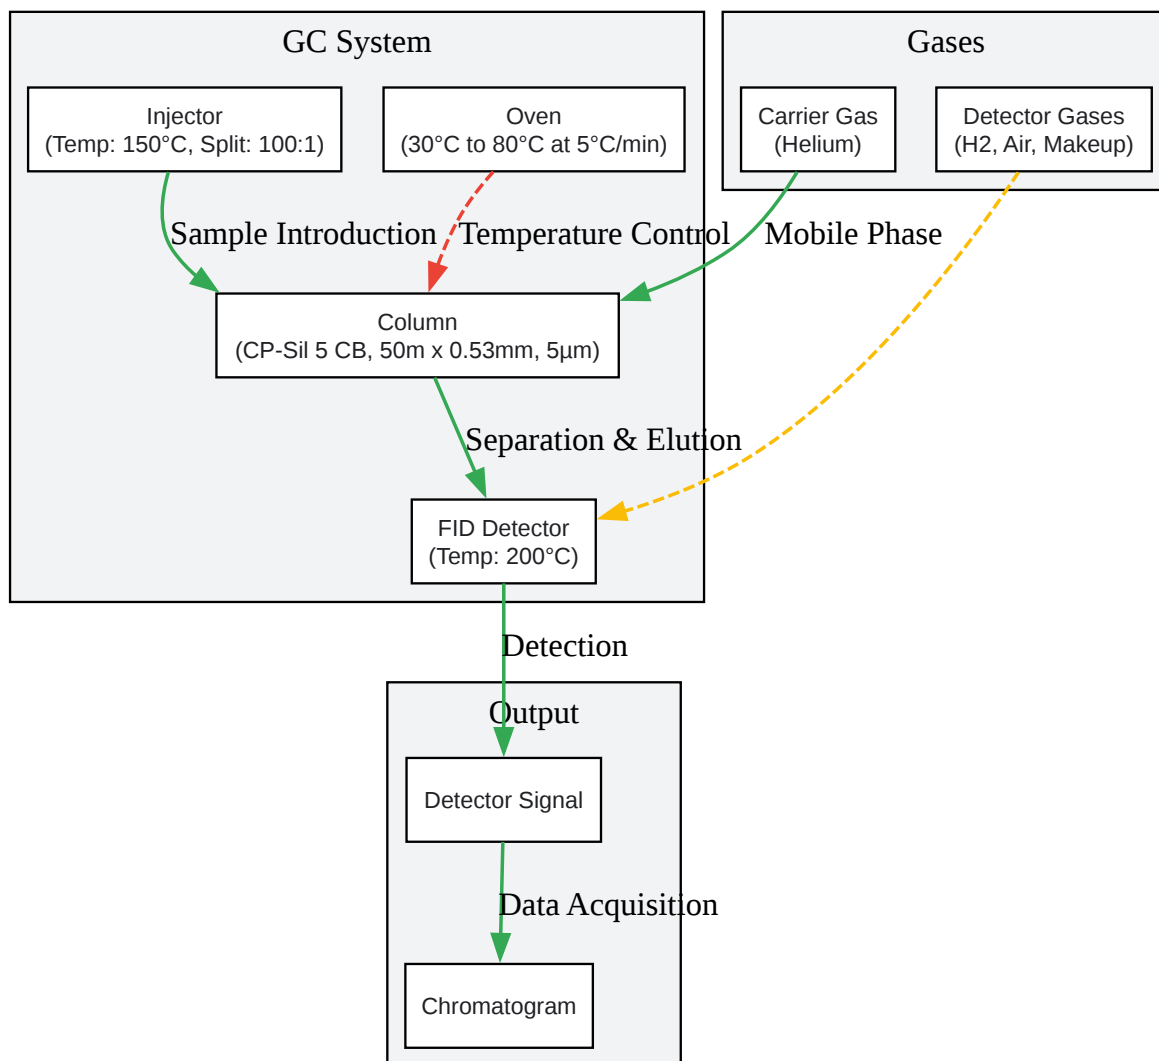 GC System
Gases
Injector
(Temp: 150°C, Split: 100:1)
Oven
(30°C to 80°C at 5°C/min)
Carrier Gas
(Helium)
Detector Gases
(H2, Air, Makeup)
Sample Introduction
Temperature Control
Mobile Phase
Column
(CP-Sil 5 CB, 50m x 0.53mm, 5µm)
Separation & Elution
FID Detector
(Temp: 200°C)
Detection
Output
Detector Signal
Data Acquisition
Chromatogram